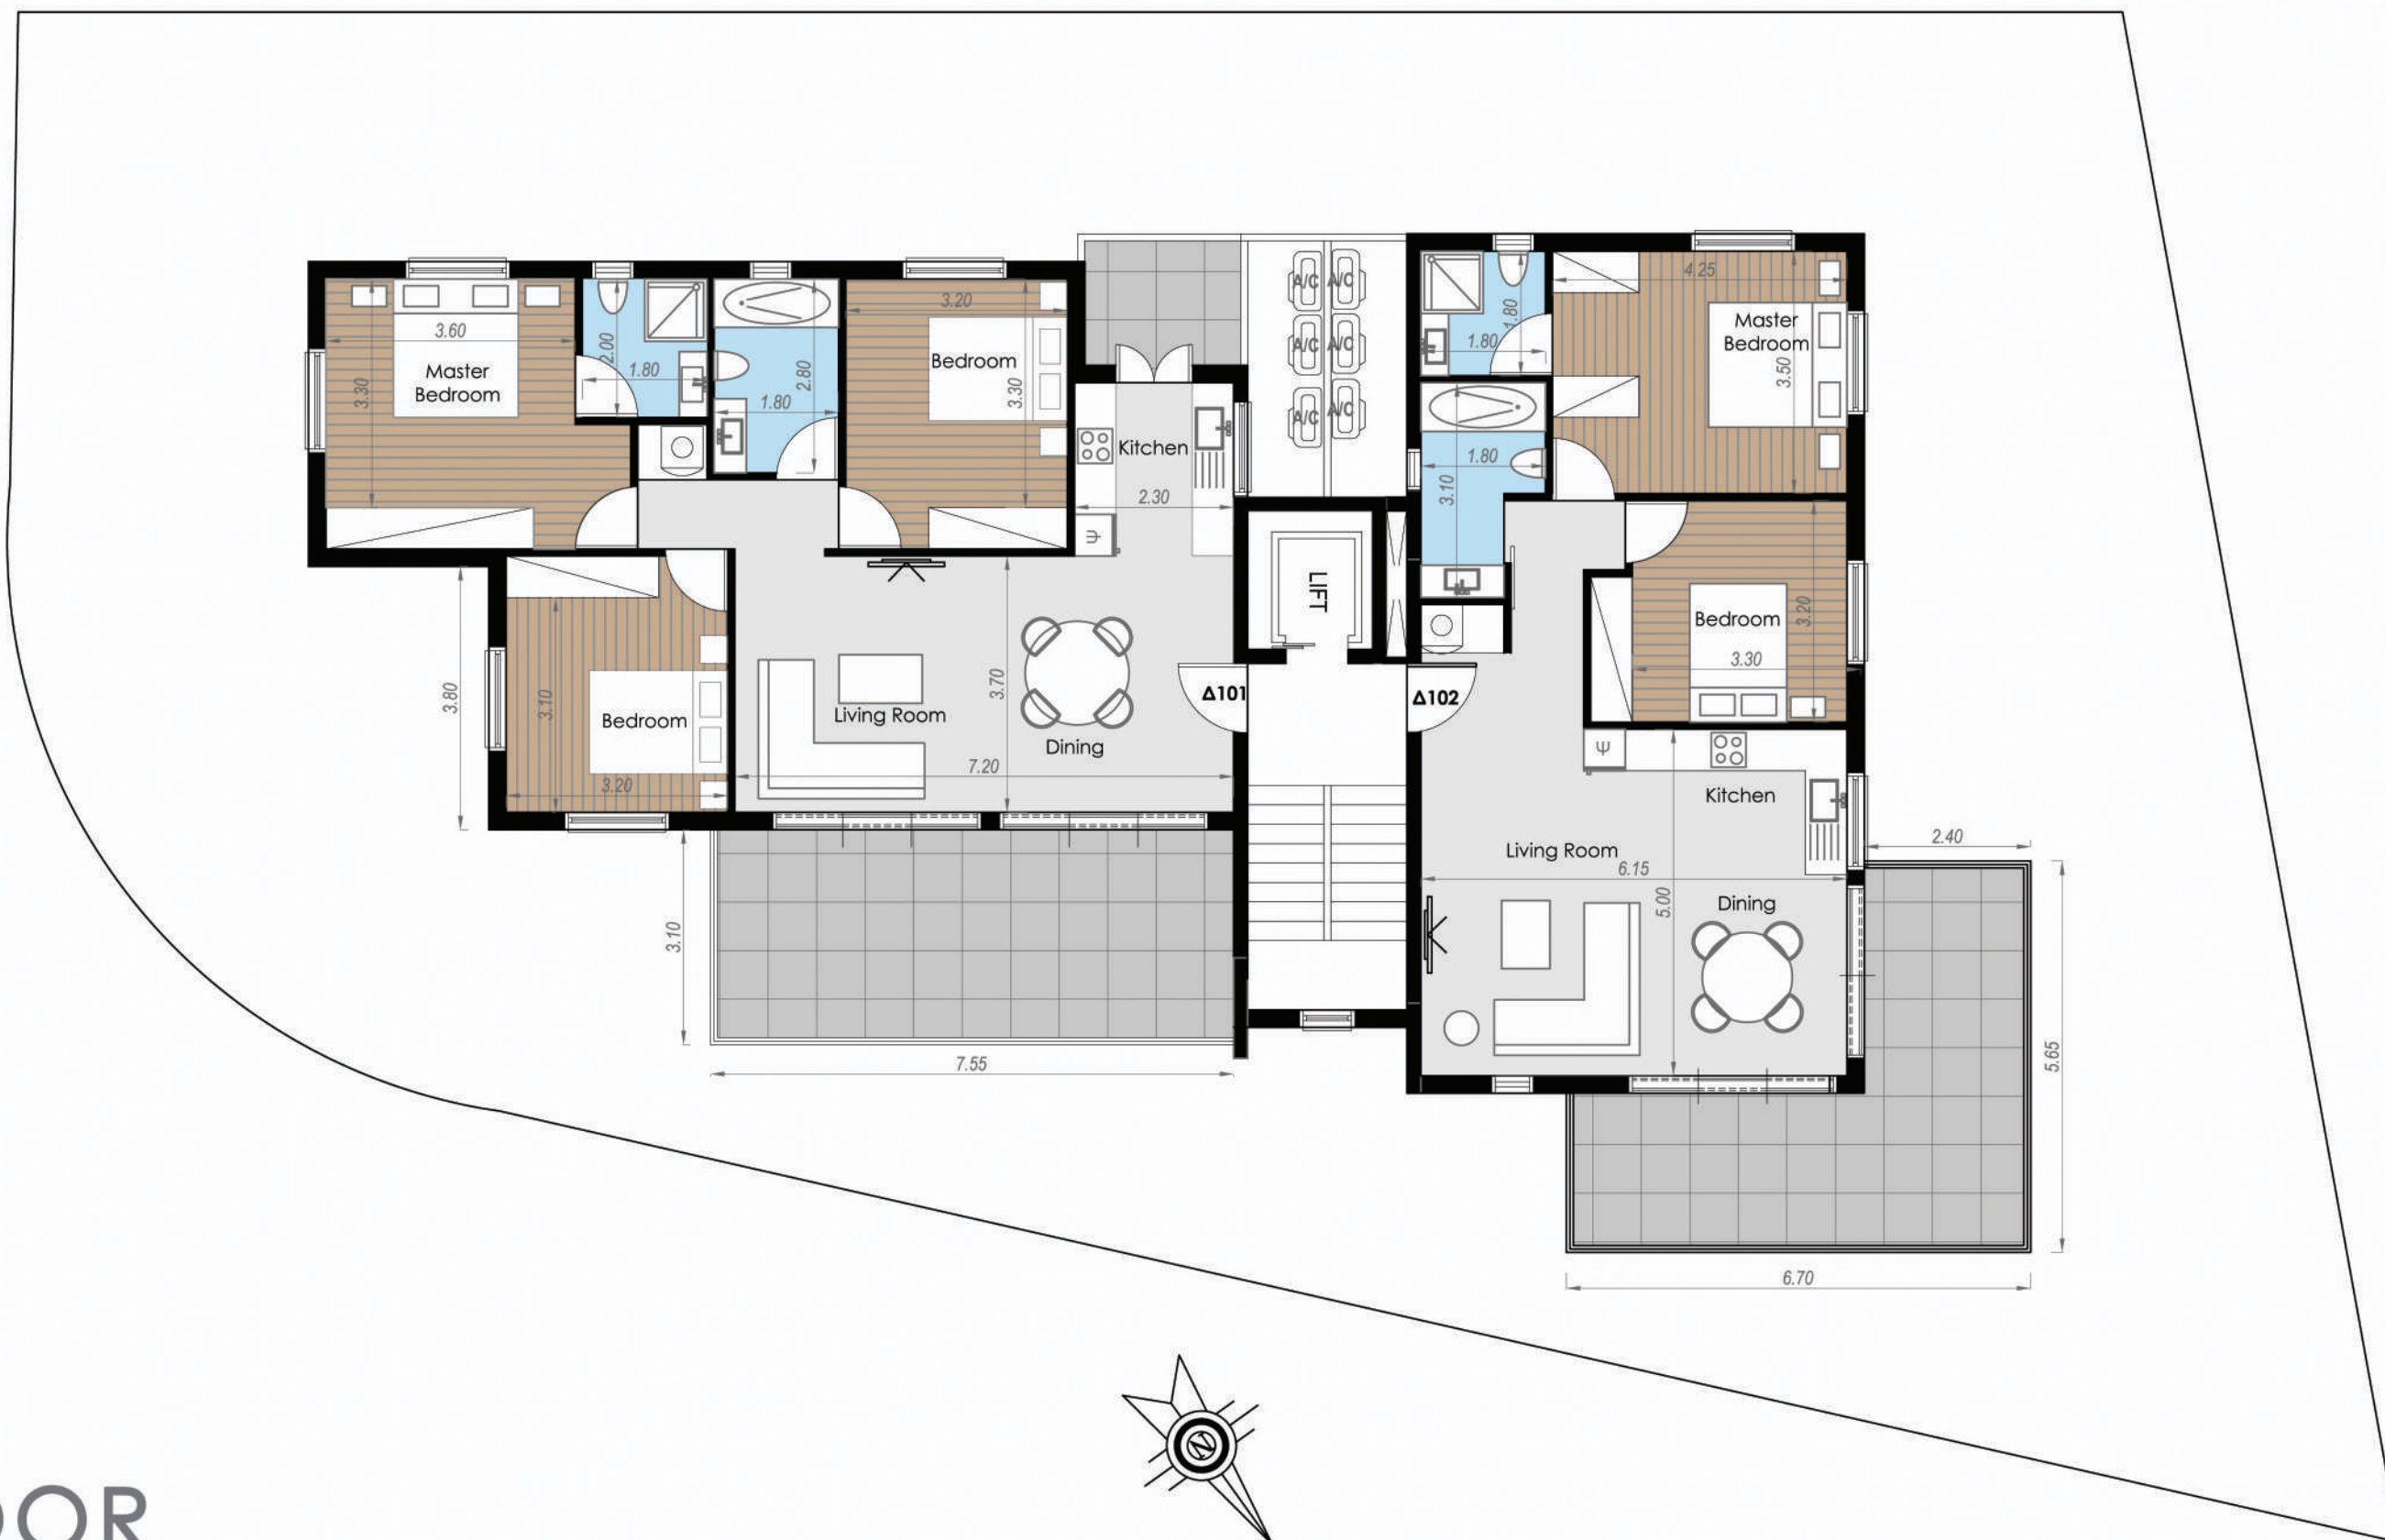 A/C A/C
A/C A/C
A/C A/C
3.60
Master
Bedroom
3.30
2.00
1.80
2.80
1.80
3.20
Bedroom
3.30
Kitchen
2.30
Ψ
3.80
3.10
Bedroom
3.20
Living Room
3.70
Dining
7.20
Δ101
3.10
7.55
LIFT
Δ102
4.25
Master
Bedroom
3.50
1.80
1.80
1.80
3.10
Bedroom
3.20
3.30
Ψ
Kitchen
Living Room
6.15
5.00
Dining
2.40
5.65
6.70
N
OOR